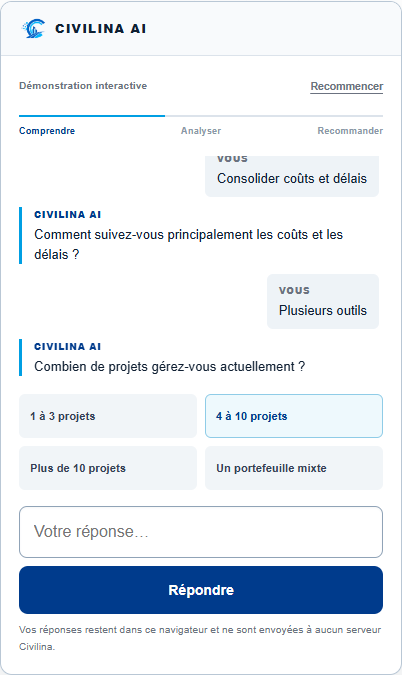 CIVILINA AI
Démonstration interactive
Recommencer
Comprendre
Analyser
Recommander
VOUS
Consolider coûts et délais
CIVILINA AI
Comment suivez-vous principalement les coûts et les
délais ?
VOUS
Plusieurs outils
CIVILINA AI
Combien de projets gérez-vous actuellement ?
1 à 3 projets
4 à 10 projets
Plus de 10 projets
Un portefeuille mixte
Votre réponse...
Répondre
Vos réponses restent dans ce navigateur et ne sont envoyées à aucun serveur
Civilina.